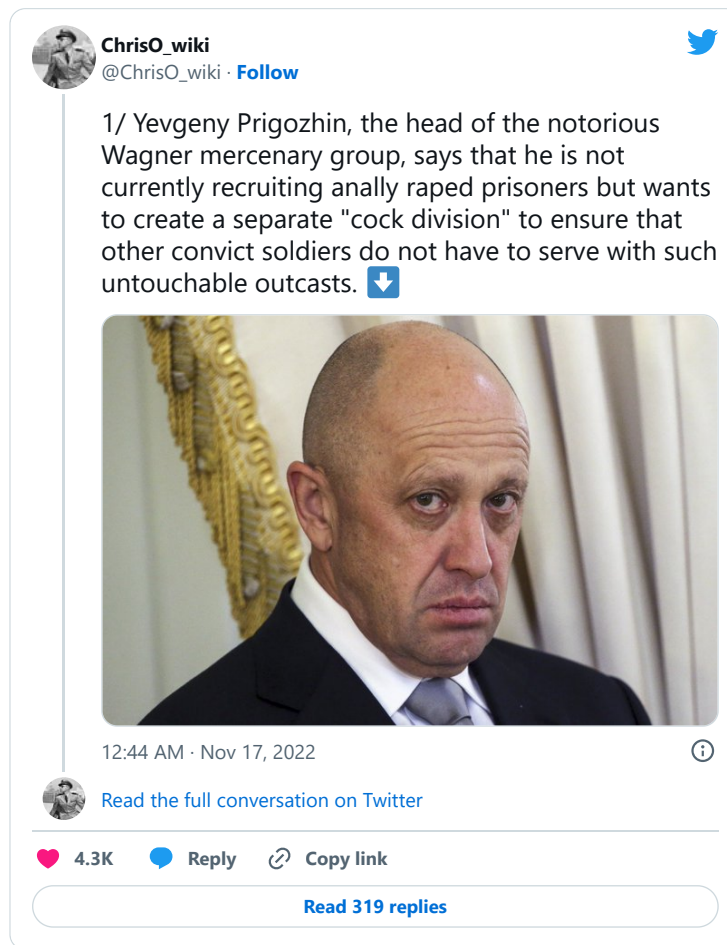 ChrisO_wiki
@ChrisO_wiki · Follow
1/ Yevgeny Prigozhin, the head of the notorious
Wagner mercenary group, says that he is not
currently recruiting anally raped prisoners but wants
to create a separate "cock division" to ensure that
other convict soldiers do not have to serve with such
untouchable outcasts. ⬇️
12:44 AM · Nov 17, 2022
Read the full conversation on Twitter
4.3K Reply Copy link
Read 319 replies